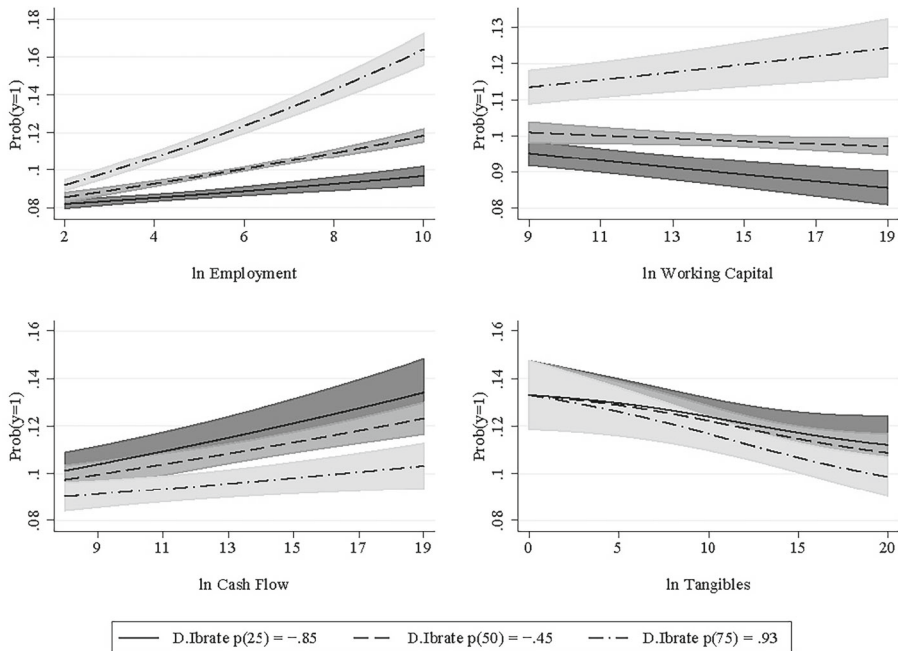 Prob(y=1)
.08 .1 .12 .14 .16 .18
2 4 6 8 10
ln Employment
Prob(y=1)
.08 .09 .1 .11 .12 .13
9 11 13 15 17 19
ln Working Capital
Prob(y=1)
.08 .1 .12 .14 .16
9 11 13 15 17 19
ln Cash Flow
Prob(y=1)
.08 .1 .12 .14 .16
0 5 10 15 20
ln Tangibles
D.Ibrate p(25) = −.85 D.Ibrate p(50) = −.45 D.Ibrate p(75) = .93